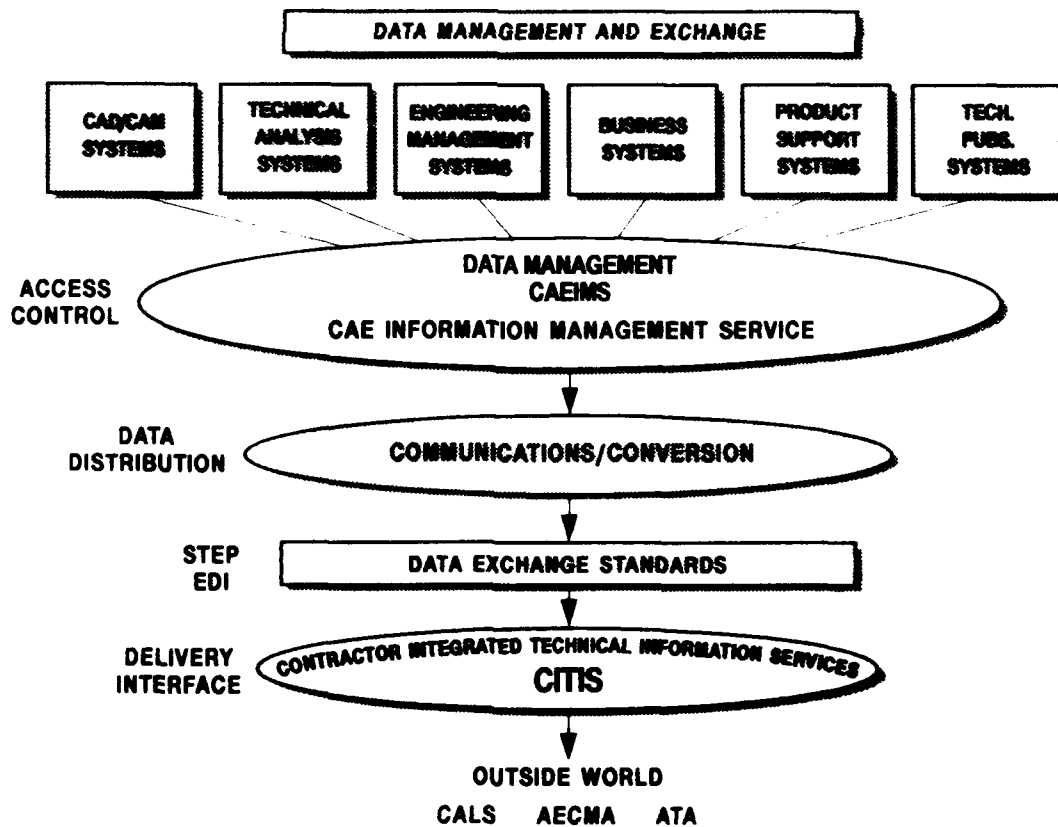 DATA MANAGEMENT AND EXCHANGE
CAD/CAM
SYSTEMS
TECHNICAL
ANALYSIS
SYSTEMS
ENGINEERING
MANAGEMENT
SYSTEMS
BUSINESS
SYSTEMS
PRODUCT
SUPPORT
SYSTEMS
TECH.
PUBS.
SYSTEMS
ACCESS
CONTROL
DATA MANAGEMENT
CAEIMS
CAE INFORMATION MANAGEMENT SERVICE
DATA
DISTRIBUTION
COMMUNICATIONS/CONVERSION
STEP
EDI
DATA EXCHANGE STANDARDS
DELIVERY
INTERFACE
CONTRACTOR INTEGRATED TECHNICAL INFORMATION SERVICES
CITIS
OUTSIDE WORLD
CALS AECMA ATA